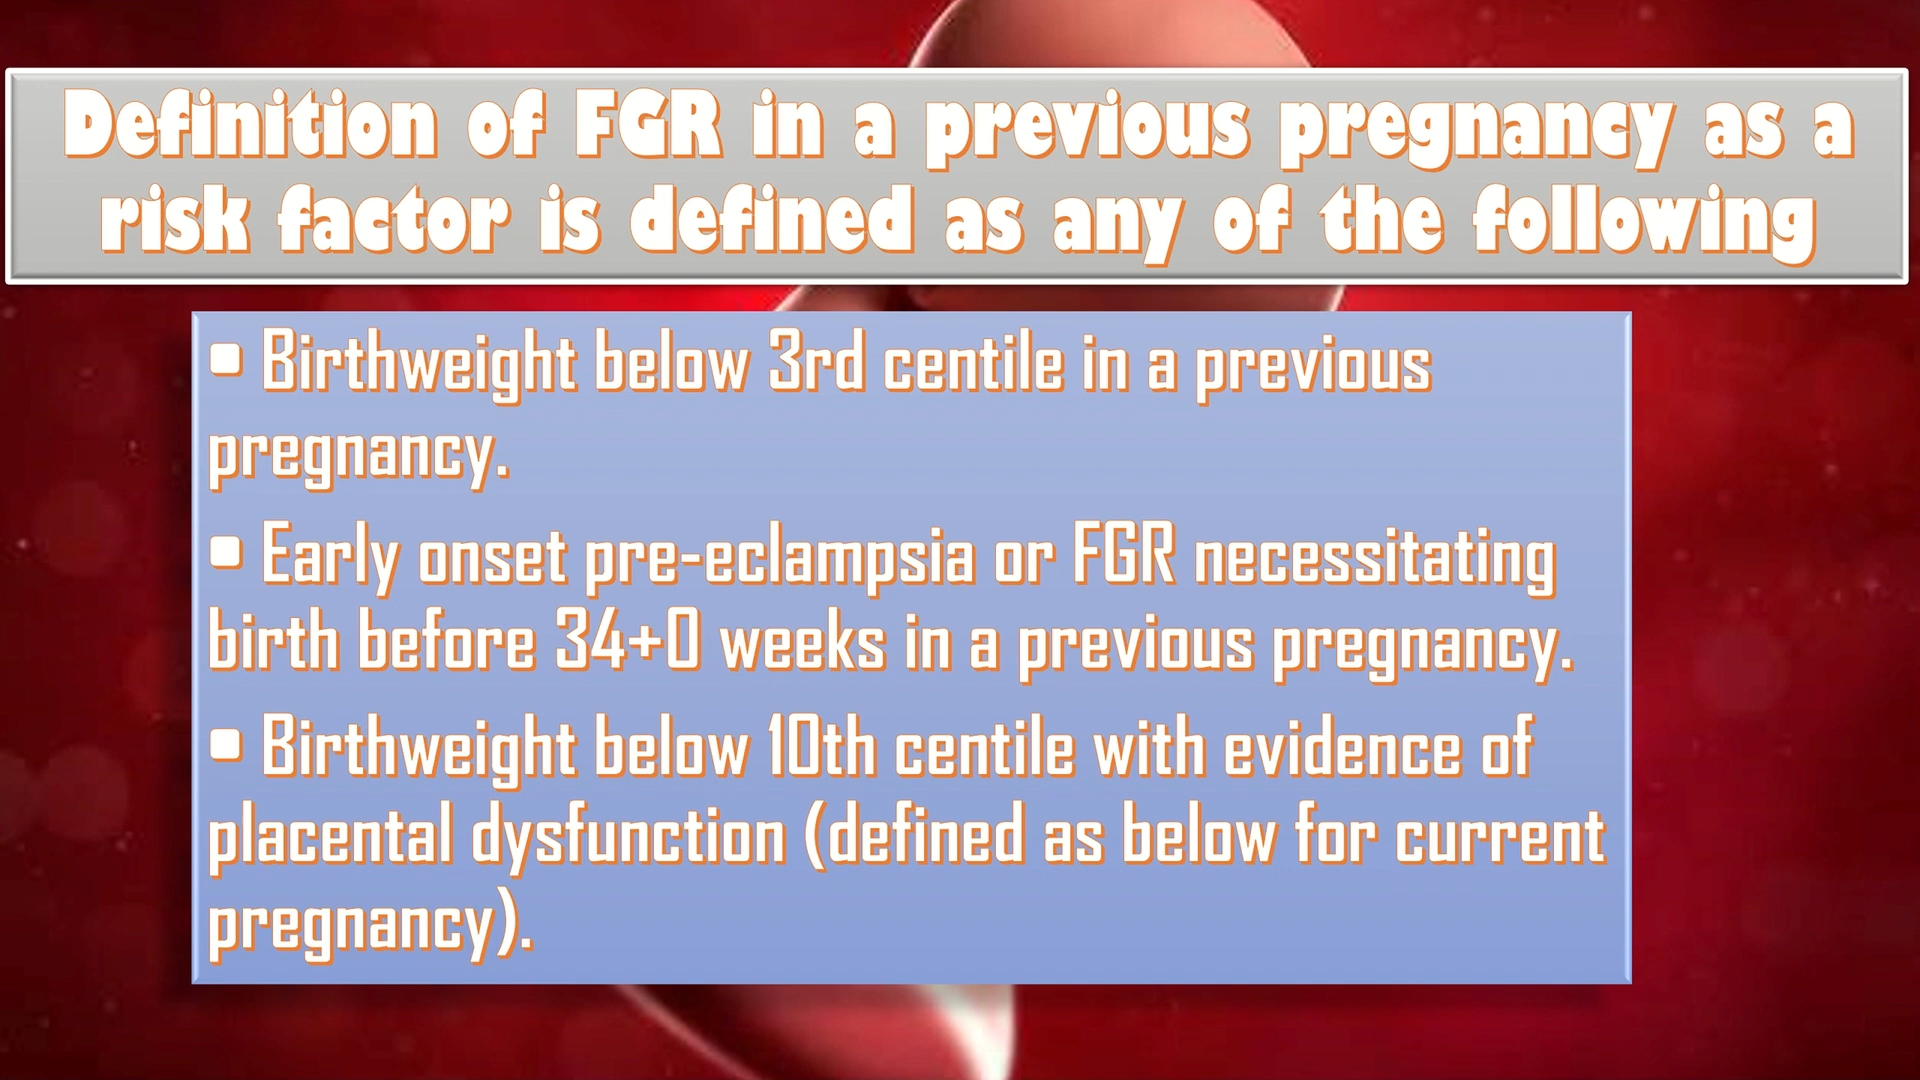 Definition of FGR in a previous pregnancy as a
risk factor is defined as any of the following
• Birthweight below 3rd centile in a previous
pregnancy.
• Early onset pre-eclampsia or FGR necessitating
birth before 34+0 weeks in a previous pregnancy.
• Birthweight below 10th centile with evidence of
placental dysfunction (defined as below for current
pregnancy).